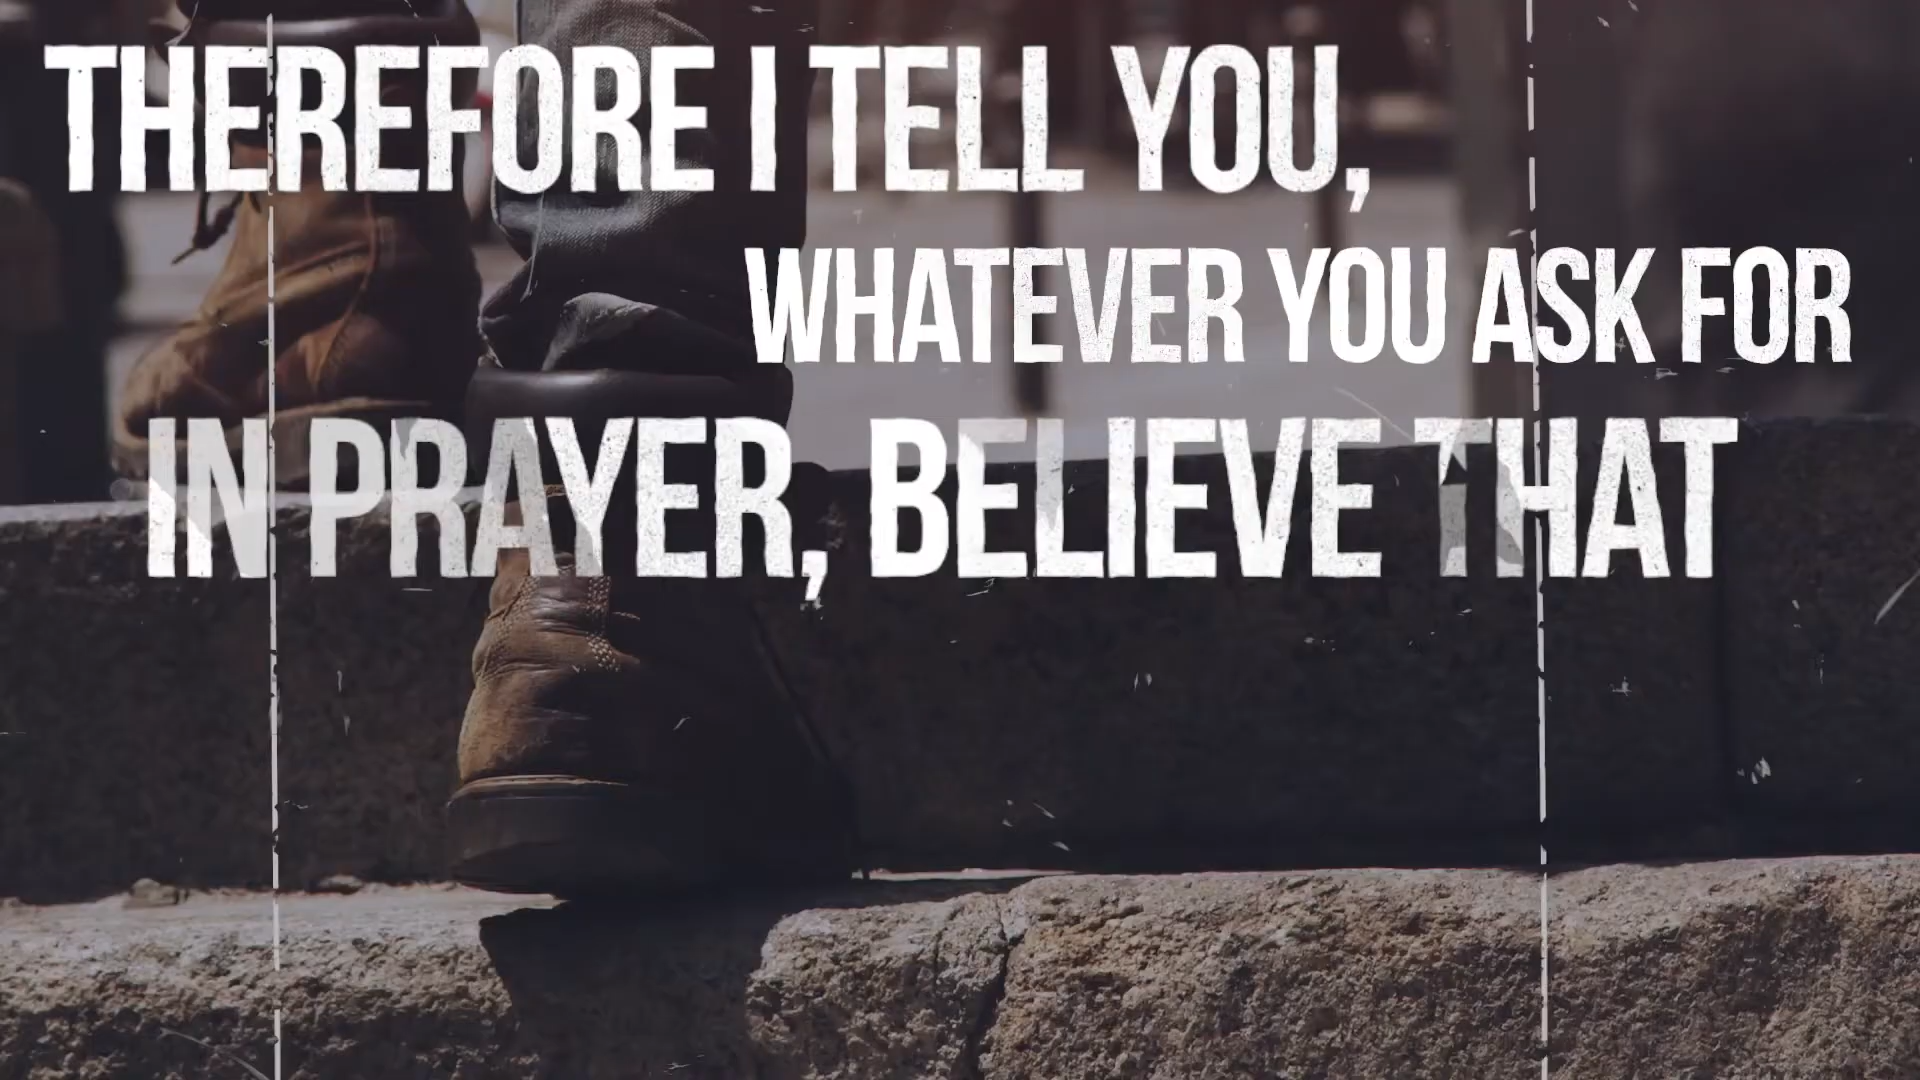 THEREFORE I TELL YOU,
WHATEVER YOU ASK FOR
IN PRAYER, BELIEVE THAT